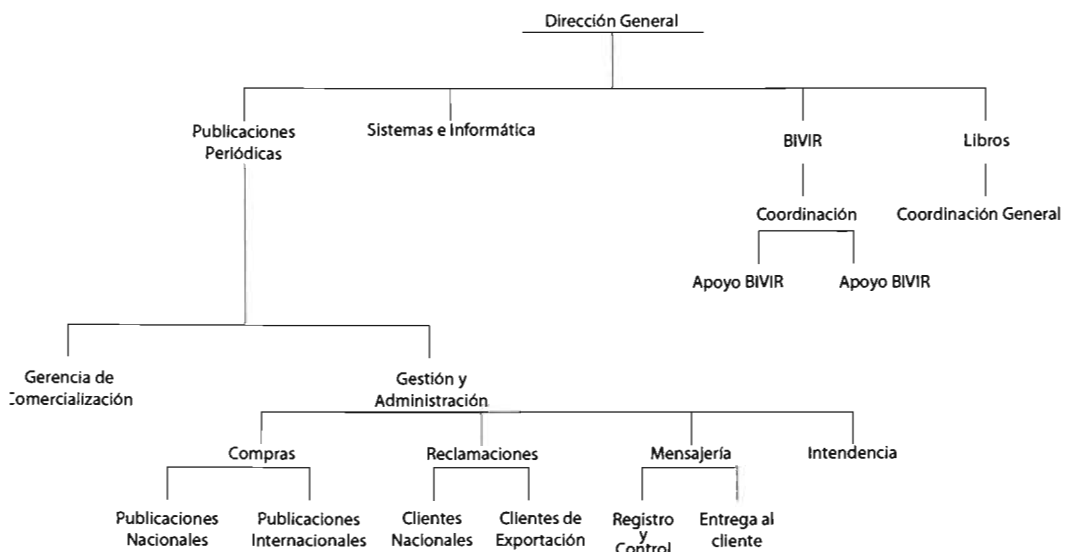 Dirección General
Publicaciones
Periódicas
Sistemas e Informática
BIVIR
Libros
Coordinación
Coordinación General
Apoyo BIVIR
Apoyo BIVIR
Gerencia de
Comercialización
Gestión y
Administración
Compras
Reclamaciones
Mensajería
Intendencia
Publicaciones
Nacionales
Publicaciones
Internacionales
Clientes
Nacionales
Clientes de
Exportación
Registro
y
Control
Entrega al
cliente